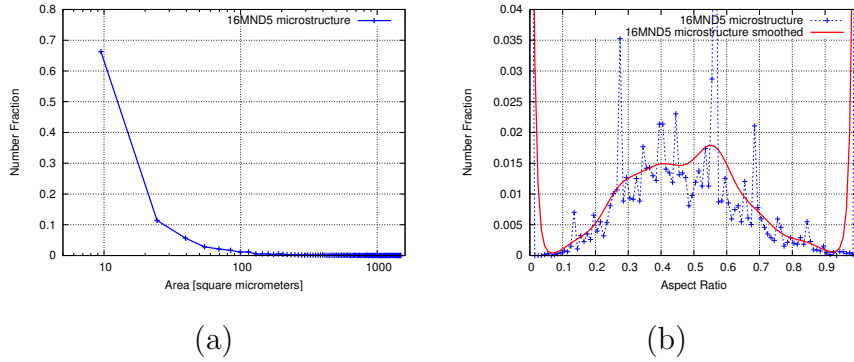 0.8
0.7
0.6
0.5
0.4
0.3
0.2
0.1
0
Number Fraction
16MND5 microstructure
10 100 1000
Area [square micrometers]
(a)
0.04
0.035
0.03
0.025
0.02
0.015
0.01
0.005
0
Number Fraction
16MND5 microstructure
16MND5 microstructure smoothed
0 0.1 0.2 0.3 0.4 0.5 0.6 0.7 0.8 0.9
Aspect Ratio
(b)